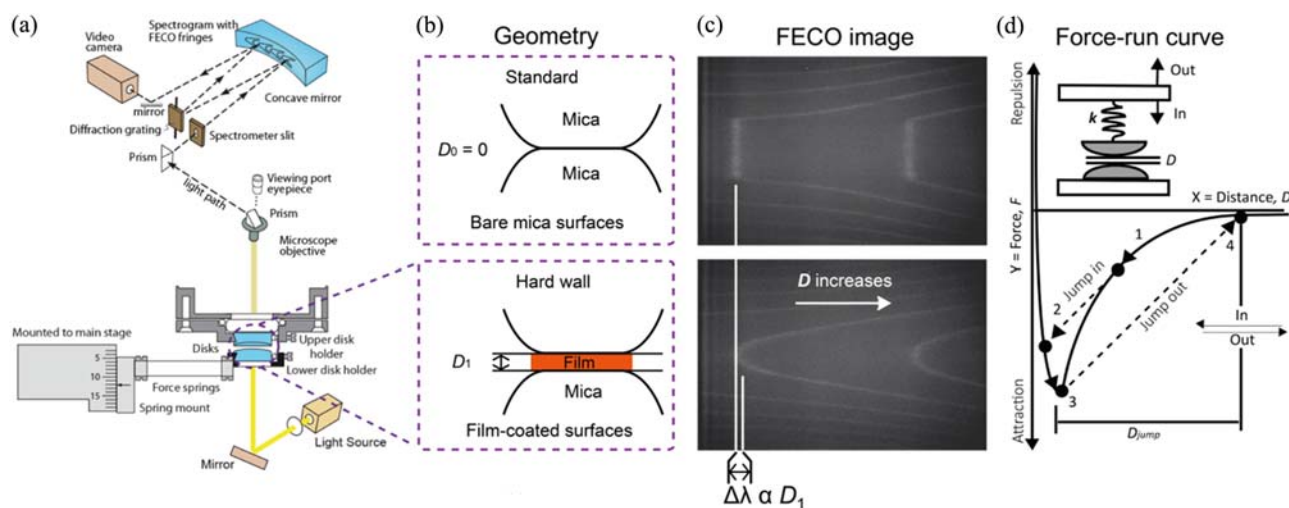 (a)
Spectrogram with
FECO fringes
Video
camera
mirror
Concave mirror
Diffraction grating
Spectrometer slit
Prism
light path
Viewing port
eyepiece
Prism
Microscope
objective
Mounted to main stage
Disks
Upper disk
holder
5
10
15
Lower disk holder
Force springs
Spring mount
Light Source
Mirror
(b)
Geometry
Standard
Mica
D0 = 0
Mica
Bare mica surfaces
Hard wall
D1
Film
Mica
Film-coated surfaces
(c)
FECO image
D increases
Δλ α D1
(d)
Force-run curve
Repulsion
Out
In
k
D
X = Distance, D
Y = Force, F
1
4
Jump in
2
Jump out
In
Out
3
Attraction
Djump